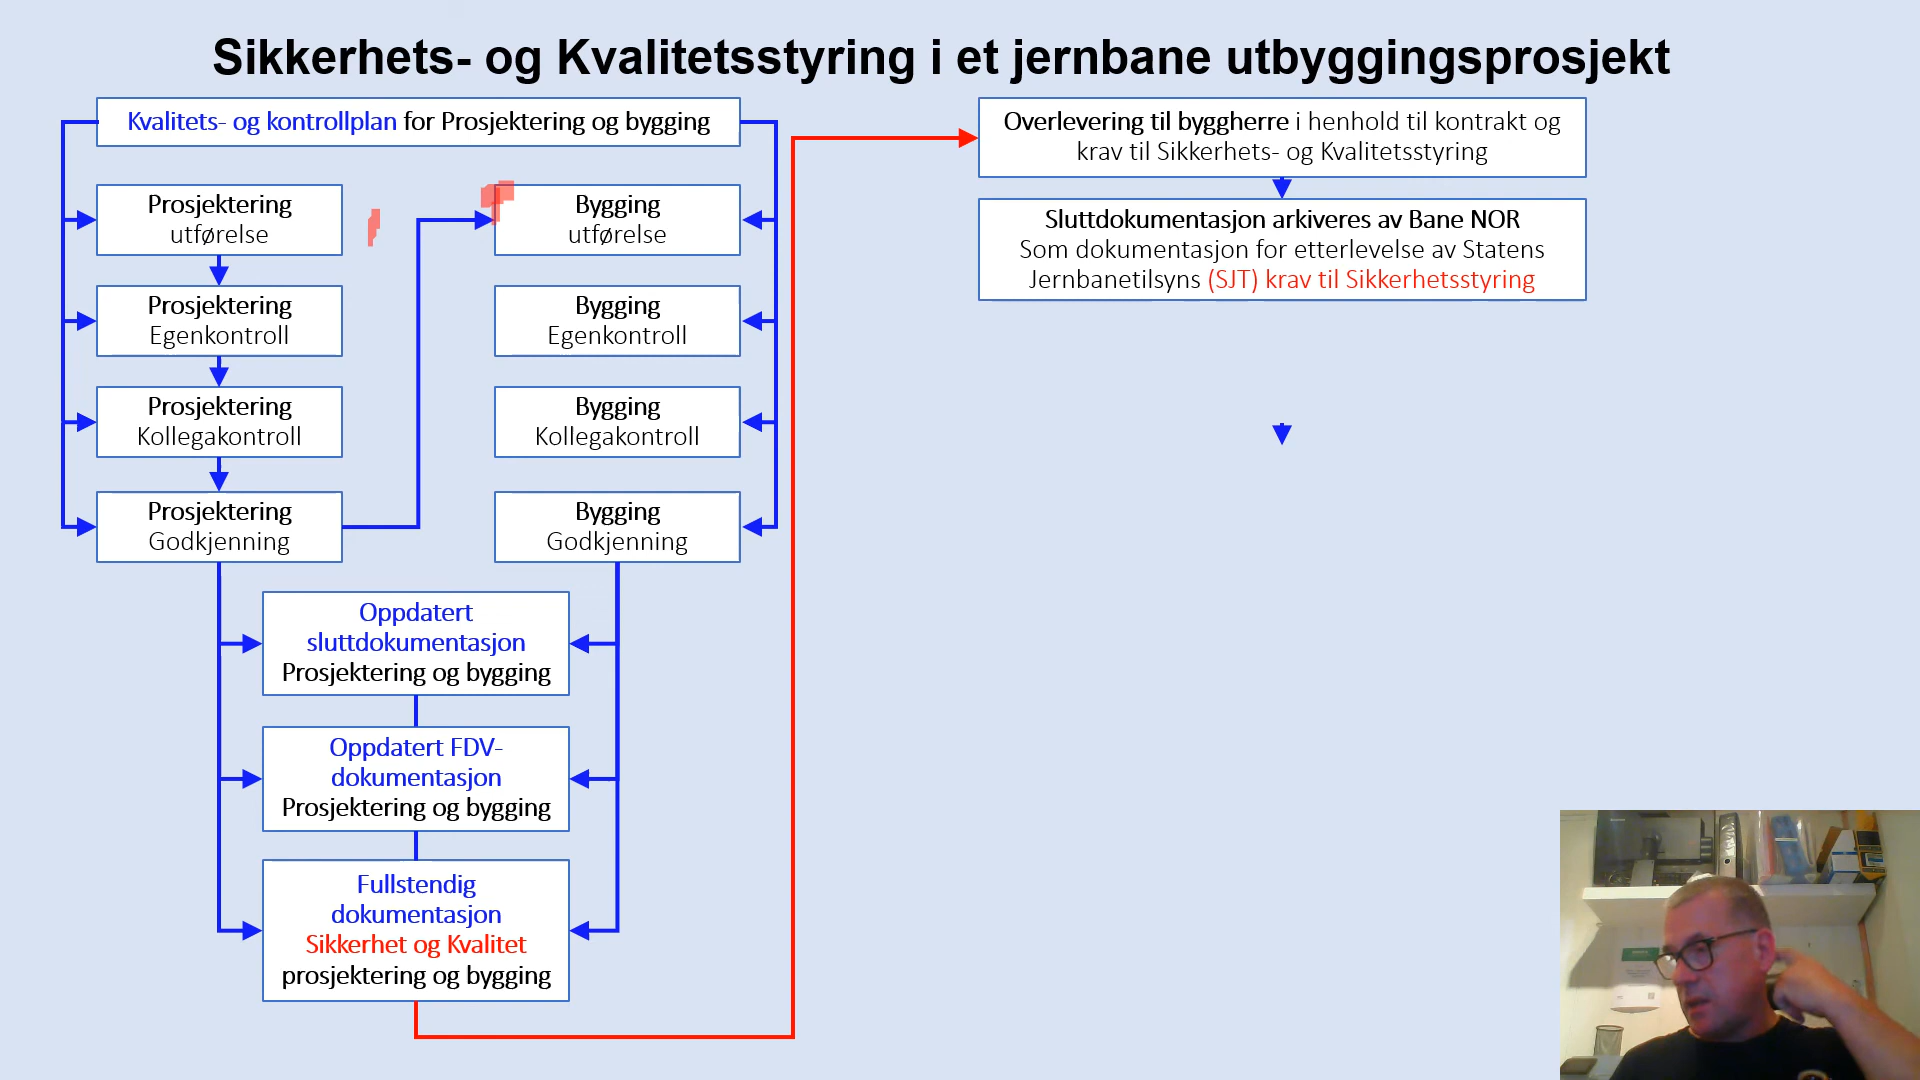 Sikkerhets- og Kvalitetsstyring i et jernbane utbyggingsprosjekt
Kvalitets- og kontrollplan for Prosjektering og bygging
Prosjektering
utførelse
Prosjektering
Egenkontroll
Prosjektering
Kollegakontroll
Prosjektering
Godkjenning
Bygging
utførelse
Bygging
Egenkontroll
Bygging
Kollegakontroll
Bygging
Godkjenning
Oppdatert
sluttdokumentasjon
Prosjektering og bygging
Oppdatert FDV-
dokumentasjon
Prosjektering og bygging
Fullstendig
dokumentasjon
Sikkerhet og Kvalitet
prosjektering og bygging
Overlevering til byggherre i henhold til kontrakt og
krav til Sikkerhets- og Kvalitetsstyring
Sluttdokumentasjon arkiveres av Bane NOR
Som dokumentasjon for etterlevelse av Statens
Jernbanetilsyns (SJT) krav til Sikkerhetsstyring